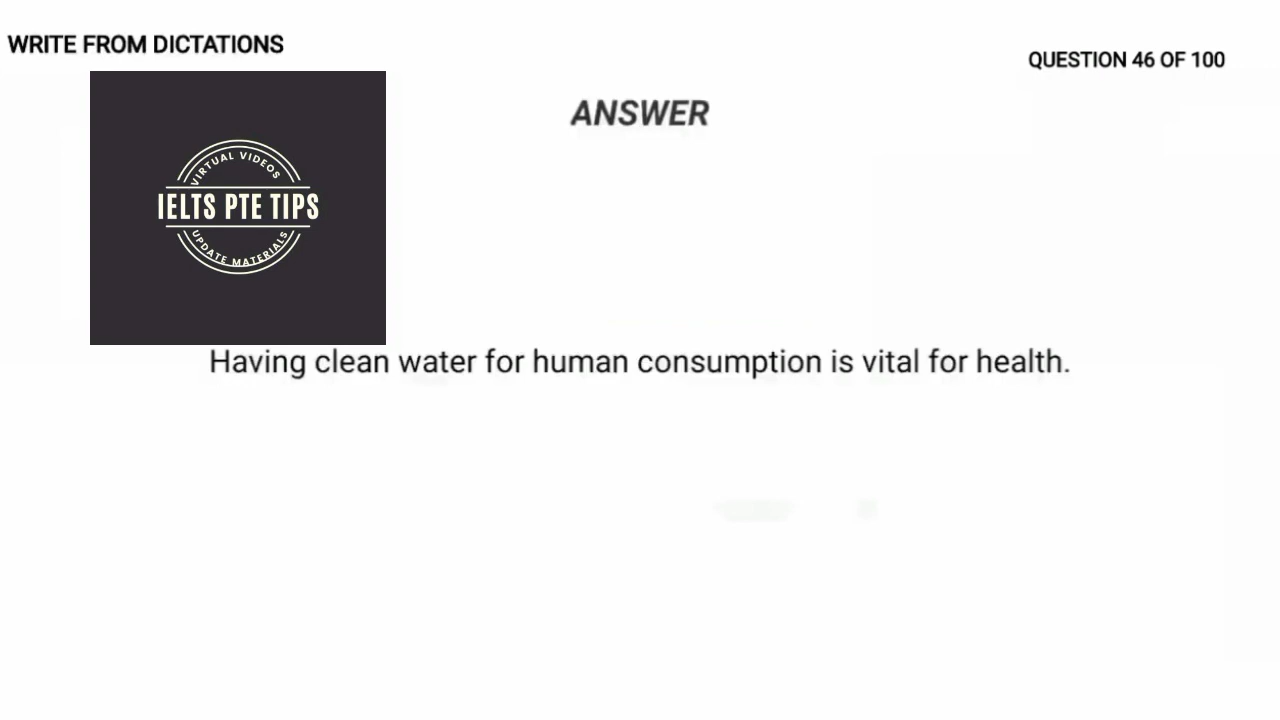 WRITE FROM DICTATIONS
QUESTION 46 OF 100
ANSWER
VIRTUAL VIDEOS
IELTS PTE TIPS
UPDATE MATERIALS
Having clean water for human consumption is vital for health.